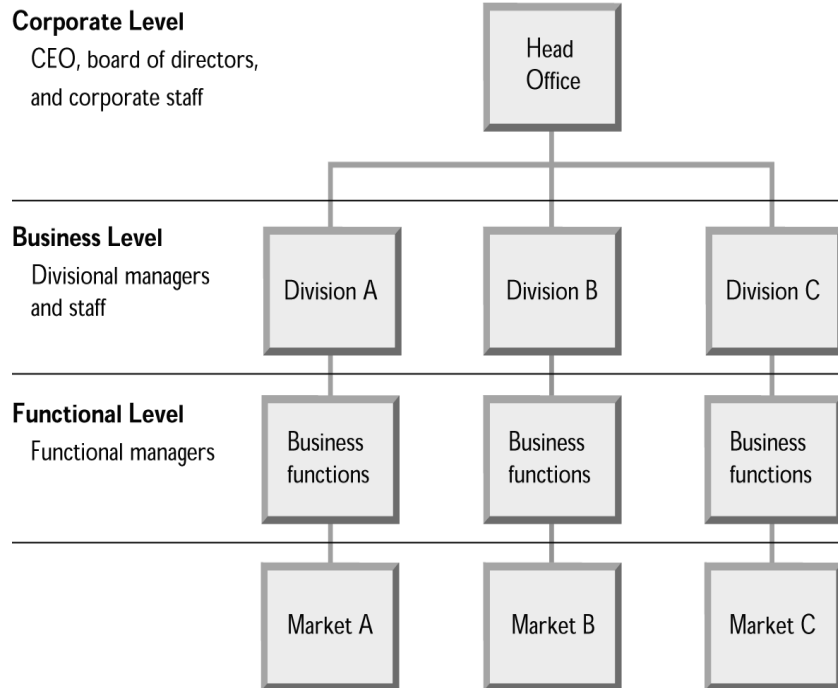 Corporate Level
CEO, board of directors,
and corporate staff
Head
Office
Business Level
Divisional managers
and staff
Division A
Division B
Division C
Functional Level
Functional managers
Business
functions
Business
functions
Business
functions
Market A
Market B
Market C